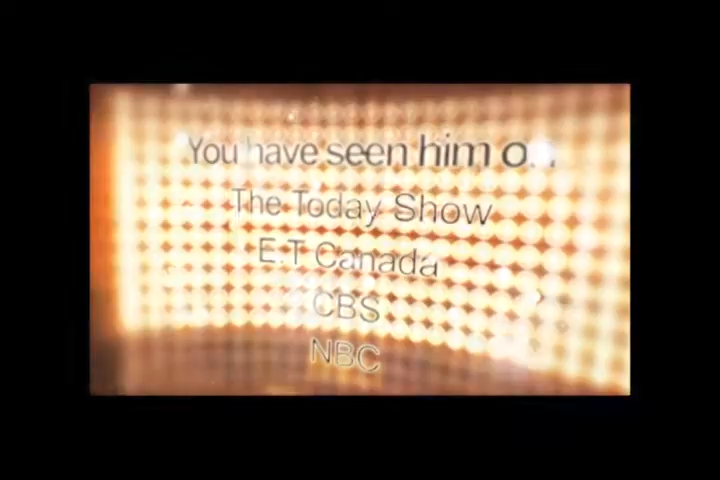 You have seen him o..
The Today Show
E.T Canada
CBS
NBC